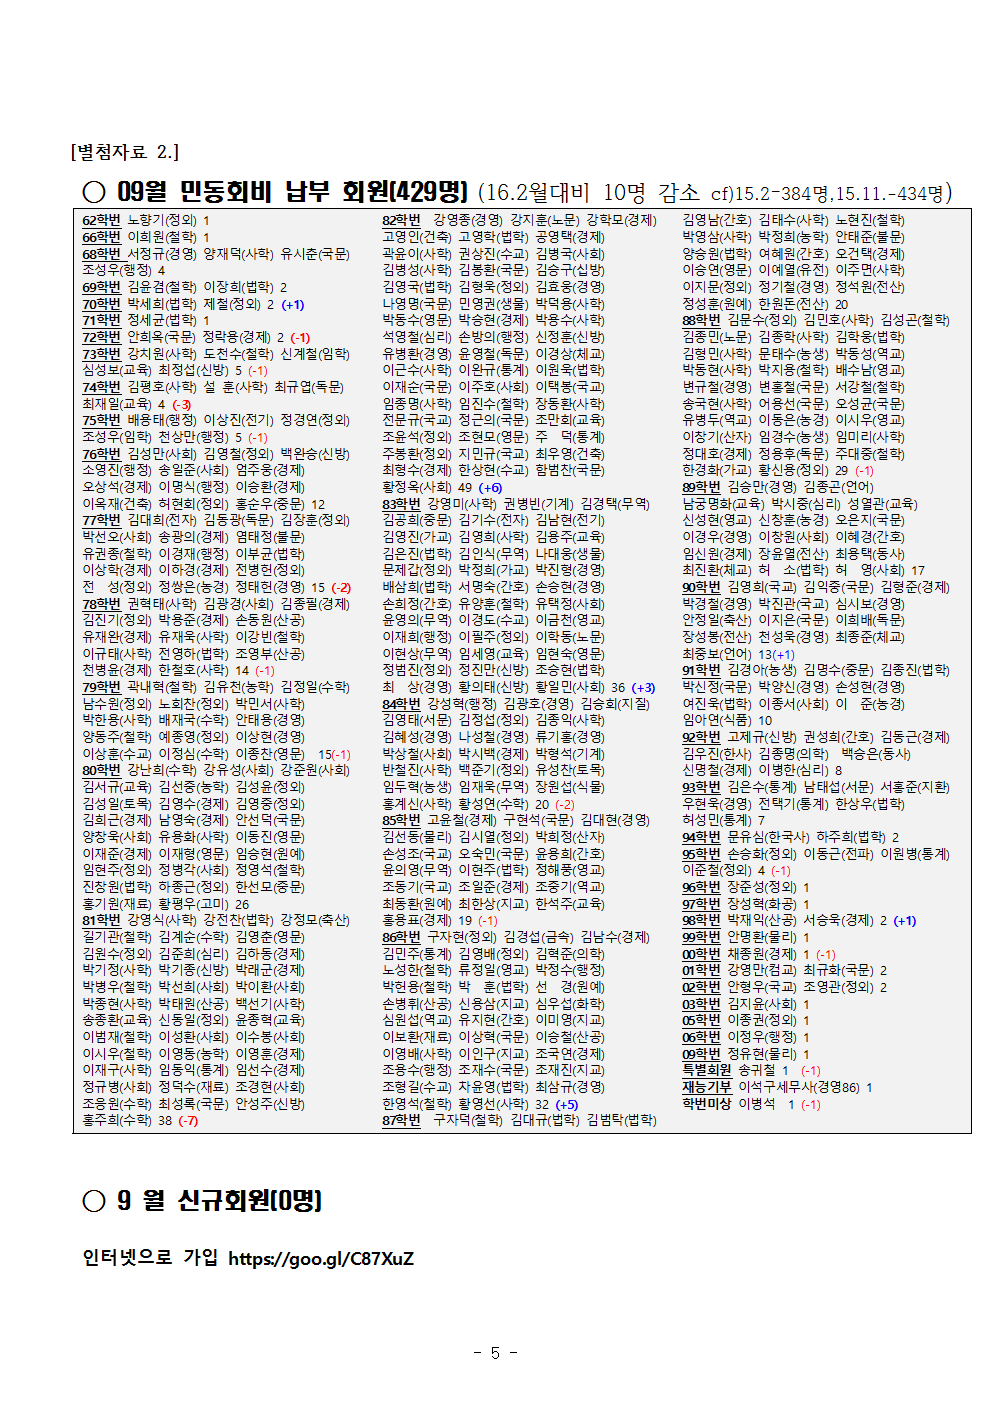 [별첨자료 2.]
○ 09월 민동회비 납부 회원(429명) (16.2월대비 10명 감소 cf)15.2-384명,15.11.-434명)
62학번 노향기(정외) 1
66학번 이희원(철학) 1
68학번 서정규(경영) 양재덕(사학) 유시춘(국문)
조성우(행정) 4
69학번 김윤겸(철학) 이장희(법학) 2
70학번 박세희(법학) 제철(정외) 2 (+1)
71학번 정세균(법학) 1
72학번 안희옥(국문) 정락용(경제) 2 (-1)
73학번 강치원(사학) 도천수(철학) 신계철(임학)
심성보(교육) 최정섭(신방) 5 (-1)
74학번 김평호(사학) 설 훈(사학) 최규엽(독문)
최재일(교육) 4 (-3)
75학번 배용태(행정) 이상진(전기) 정경연(정외)
조성우(임학) 천상만(행정) 5 (-1)
76학번 김성만(사회) 김영철(정외) 백완승(신방)
소영진(행정) 송일준(사회) 엄주웅(경제)
오상석(경제) 이명식(행정) 이승환(경제)
이옥재(건축) 허현회(정외) 홍순우(중문) 12
77학번 김대희(전자) 김동광(독문) 김장훈(정외)
박선오(사회) 송광의(경제) 염태정(불문)
유권종(철학) 이경재(행정) 이부균(법학)
이상학(경제) 이하경(경제) 전병헌(정외)
전 성(정외) 정쌍은(농경) 정태헌(경영) 15 (-2)
78학번 권혁태(사학) 김광경(사회) 김종필(경제)
김진기(정외) 박용준(경제) 손동원(산공)
유재완(경제) 유재욱(사학) 이강빈(철학)
이규태(사학) 전영하(법학) 조영부(산공)
천병윤(경제) 한철호(사학) 14 (-1)
79학번 곽내혁(철학) 김유천(농학) 김정일(수학)
남수원(정외) 노회찬(정외) 박민서(사학)
박한용(사학) 배재국(수학) 안태용(경영)
양동주(철학) 예종영(정외) 이상현(경영)
이상훈(수교) 이정심(수학) 이종찬(영문) 15(-1)
80학번 강난희(수학) 강유성(사회) 강준원(사회)
김서규(교육) 김선중(농학) 김성윤(정외)
김성일(토목) 김영수(경제) 김영중(정외)
김희근(경제) 남영숙(경제) 안선덕(국문)
양창욱(사회) 유용화(사학) 이동진(영문)
이재준(경제) 이재형(영문) 임승현(원예)
임현주(정외) 정병각(사회) 정영석(철학)
진창원(법학) 하종근(정외) 한선모(중문)
홍기원(재료) 황평우(고미) 26
81학번 강영식(사학) 강전찬(법학) 강정모(축산)
길기관(철학) 김계순(수학) 김영춘(영문)
김원수(정외) 김준희(심리) 김하동(경제)
박기정(사학) 박기종(신방) 박래군(경제)
박병우(철학) 박선희(사회) 박이환(사회)
박종현(사학) 박태원(산공) 백선기(사학)
송종환(교육) 신동일(정외) 윤종혁(교육)
이범재(철학) 이성환(사회) 이수봉(사회)
이시우(철학) 이영동(농학) 이영훈(경제)
이재구(사학) 임동익(통계) 임선수(경제)
정규병(사회) 정덕수(재료) 조경현(사회)
조응원(수학) 최성록(국문) 안성주(신방)
홍주희(수학) 38 (-7)
82학번 강영종(경영) 강지훈(노문) 강학모(경제)
고영인(건축) 고영학(법학) 공영택(경제)
곽윤이(사학) 권상진(수교) 김병국(사회)
김병성(사학) 김봉환(국문) 김승구(십방)
김영국(법학) 김형욱(정외) 김효웅(경영)
나영명(국문) 민영권(생물) 박덕용(사학)
박동수(영문) 박승현(경제) 박용수(사학)
석영철(심리) 손방의(행정) 신정훈(신방)
유병환(경영) 윤영철(독문) 이경상(체교)
이근수(사학) 이완규(통계) 이원욱(법학)
이재순(국문) 이주호(사회) 이택봉(국교)
임종명(사학) 임진수(철학) 장동환(사학)
전문규(국교) 정근의(국문) 조만회(교육)
조윤석(정외) 조현모(영문) 주 덕(통계)
주봉환(정외) 지민규(국교) 최우영(건축)
최형수(경제) 한상현(수교) 함범찬(국문)
황정옥(사회) 49 (+6)
83학번 강영미(사학) 권병빈(기계) 김경택(무역)
김공회(중문) 김기수(전자) 김남현(전기)
김영진(가교) 김영희(사학) 김용주(교육)
김은진(법학) 김인식(무역) 나대웅(생물)
문제갑(정외) 박정희(가교) 박진형(경영)
배삼희(법학) 서명숙(간호) 손승현(경영)
손희정(간호) 유양훈(철학) 유택정(사회)
윤영의(무역) 이경도(수교) 이금천(영교)
이재희(행정) 이필주(정외) 이학동(노문)
이현상(무역) 임세영(교육) 임현숙(영문)
정범진(정외) 정진만(신방) 조승현(법학)
최 상(경영) 황의태(신방) 황일민(사회) 36 (+3)
84학번 강성혁(행정) 김광호(경영) 김승회(지질)
김영태(서문) 김정섭(정외) 김종익(사학)
김혜성(경영) 나성철(경영) 류기홍(경영)
박상철(사회) 박시백(경제) 박형석(기계)
반철진(사학) 백준기(정외) 유성찬(토목)
임두혁(농생) 임재욱(무역) 장원섭(식물)
홍계신(사학) 황성연(수학) 20 (-2)
85학번 고윤철(경제) 구현석(국문) 김대현(경영)
김선동(물리) 김시열(정외) 박희정(산자)
손성조(국교) 오숙민(국문) 윤용희(간호)
윤의영(무역) 이현주(법학) 정해풍(영교)
조동기(국교) 조일준(경제) 조중기(역교)
최동환(원예) 최한상(지교) 한석주(교육)
홍용표(경제) 19 (-1)
86학번 구자현(정외) 김경섭(금속) 김남수(경제)
김민주(통계) 김영배(정외) 김혁준(의학)
노성한(철학) 류정일(영교) 박정수(행정)
박헌용(철학) 박 훈(법학) 선 경(원예)
손병휘(산공) 신용삼(지교) 심우섭(화학)
심원섭(역교) 유지현(간호) 이미영(지교)
이보환(재료) 이상혁(국문) 이승철(산공)
이영배(사학) 이인구(지교) 조국연(경제)
조용수(행정) 조재수(국문) 조재진(지교)
조형길(수교) 차윤영(법학) 최삼규(경영)
한영석(철학) 황영선(사학) 32 (+5)
87학번 구자덕(철학) 김대규(법학) 김범탁(법학)
김영남(간호) 김태수(사학) 노현진(철학)
박영삼(사학) 박정희(농학) 안태준(불문)
양승원(법학) 여혜원(간호) 오건택(경제)
이승연(영문) 이예열(유전) 이주면(사학)
이지문(정외) 정기철(경영) 정석원(전산)
정성훈(원예) 한원돈(전산) 20
88학번 김문수(정외) 김민호(사학) 김성곤(철학)
김종민(노문) 김종학(사학) 김학웅(법학)
김형민(사학) 문태수(농생) 박동성(역교)
박동현(사학) 박지용(철학) 배수남(영교)
변규철(경영) 변홍철(국문) 서강철(철학)
송국현(사학) 어용선(국문) 오성균(국문)
유병두(역교) 이동은(농경) 이시우(영교)
이창기(산자) 임경수(농생) 임미리(사학)
정대호(경제) 정용후(독문) 주대중(철학)
한경화(가교) 황신용(정외) 29 (-1)
89학번 김승만(경영) 김종곤(언어)
남궁명화(교육) 박시중(심리) 성열관(교육)
신성현(영교) 신창훈(농경) 오은지(국문)
이경우(경영) 이창원(사회) 이혜경(간호)
임신원(경제) 장윤열(전산) 최용택(동사)
최진환(체교) 허 소(법학) 허 영(사회) 17
90학번 김영희(국교) 김익중(국문) 김형준(경제)
박경철(경영) 박진관(국교) 심시보(경영)
안정일(축산) 이지은(국문) 이희배(독문)
장성봉(전산) 천성욱(경영) 최종준(체교)
최중보(언어) 13(+1)
91학번 김경아(농생) 김명수(중문) 김종진(법학)
박신정(국문) 박양신(경영) 손성현(경영)
여진욱(법학) 이종서(사회) 이 준(농경)
임아연(식품) 10
92학번 고제규(신방) 권성희(간호) 김동근(경제)
김우진(한사) 김종명(의학) 백승은(동사)
신명철(경제) 이병한(심리) 8
93학번 김은수(통계) 남태섭(서문) 서홍준(지환)
우현욱(경영) 전택기(통계) 한상우(법학)
허성민(통계) 7
94학번 문유심(한국사) 하주희(법학) 2
95학번 손승화(정외) 이동근(전파) 이원병(통계)
이준철(정외) 4 (-1)
96학번 장준성(정외) 1
97학번 장성혁(화공) 1
98학번 박재익(산공) 서승욱(경제) 2 (+1)
99학번 안명환(물리) 1
00학번 채종원(경제) 1 (-1)
01학번 강영만(컴교) 최규화(국문) 2
02학번 안형우(국교) 조영관(정외) 2
03학번 김지윤(사회) 1
05학번 이종권(정외) 1
06학번 이정우(행정) 1
09학번 정유현(물리) 1
특별회원 송귀철 1 (-1)
재능기부 이석구세무사(경영86) 1
학번미상 이병석 1 (-1)
○ 9 월 신규회원(0명)
인터넷으로 가입 https://goo.gl/C87XuZ
- 5 -